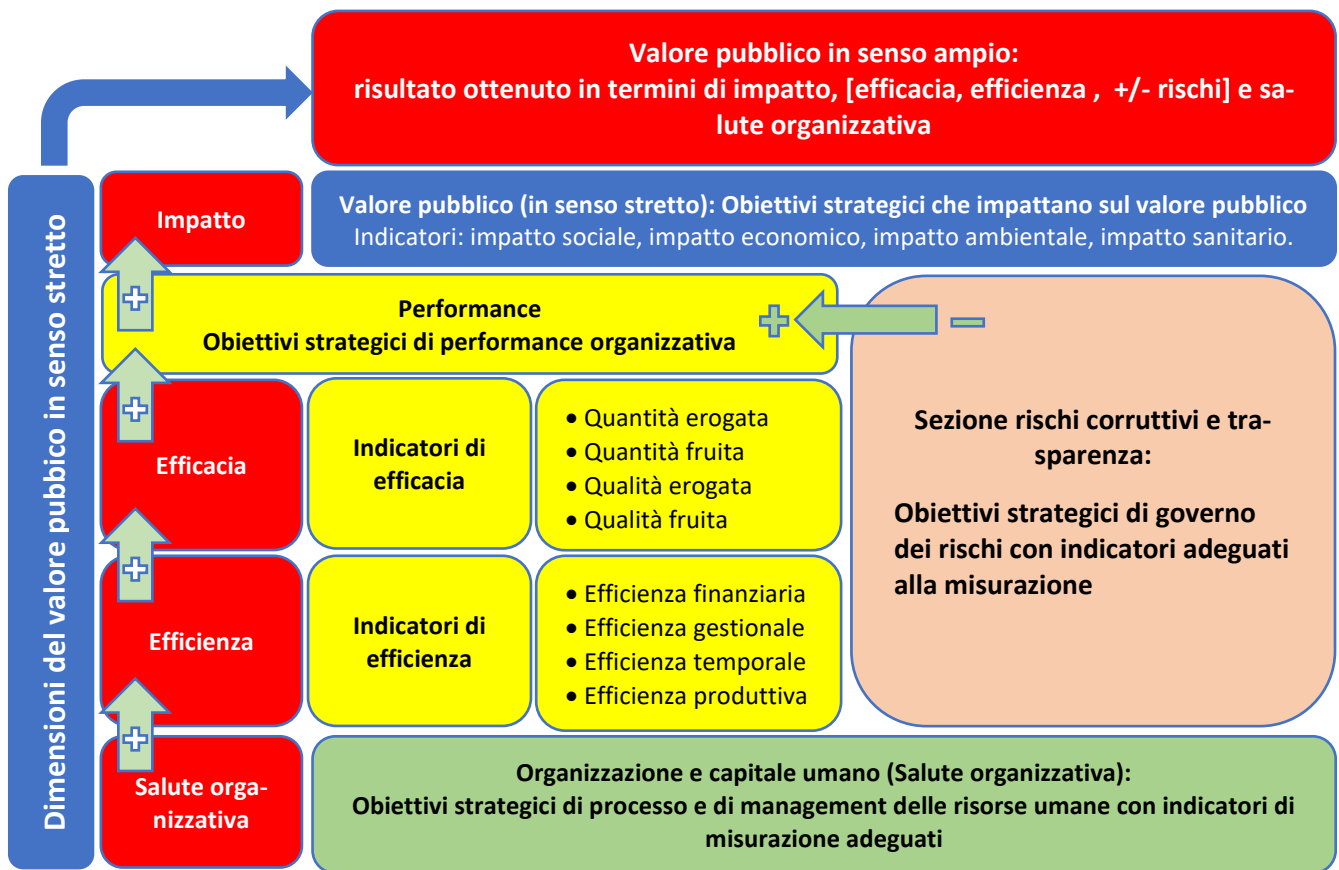 Valore pubblico in senso ampio:
risultato ottenuto in termini di impatto, [efficacia, efficienza , +/- rischi] e sa-
lute organizzativa
Dimensioni del valore pubbico in senso stretto
Impatto
Valore pubblico (in senso stretto): Obiettivi strategici che impattano sul valore pubblico
Indicatori: impatto sociale, impatto economico, impatto ambientale, impatto sanitario.
Performance
Obiettivi strategici di performance organizzativa
Efficacia
Indicatori di
efficacia
• Quantità erogata
• Quantità fruita
• Qualità erogata
• Qualità fruita
Sezione rischi corruttivi e tra-
sparenza:
Obiettivi strategici di governo
dei rischi con indicatori adeguati
alla misurazione
Efficienza
Indicatori di
efficienza
• Efficienza finanziaria
• Efficienza gestionale
• Efficienza temporale
• Efficienza produttiva
Salute orga-
nizzativa
Organizzazione e capitale umano (Salute organizzativa):
Obiettivi strategici di processo e di management delle risorse umane con indicatori di
misurazione adeguati